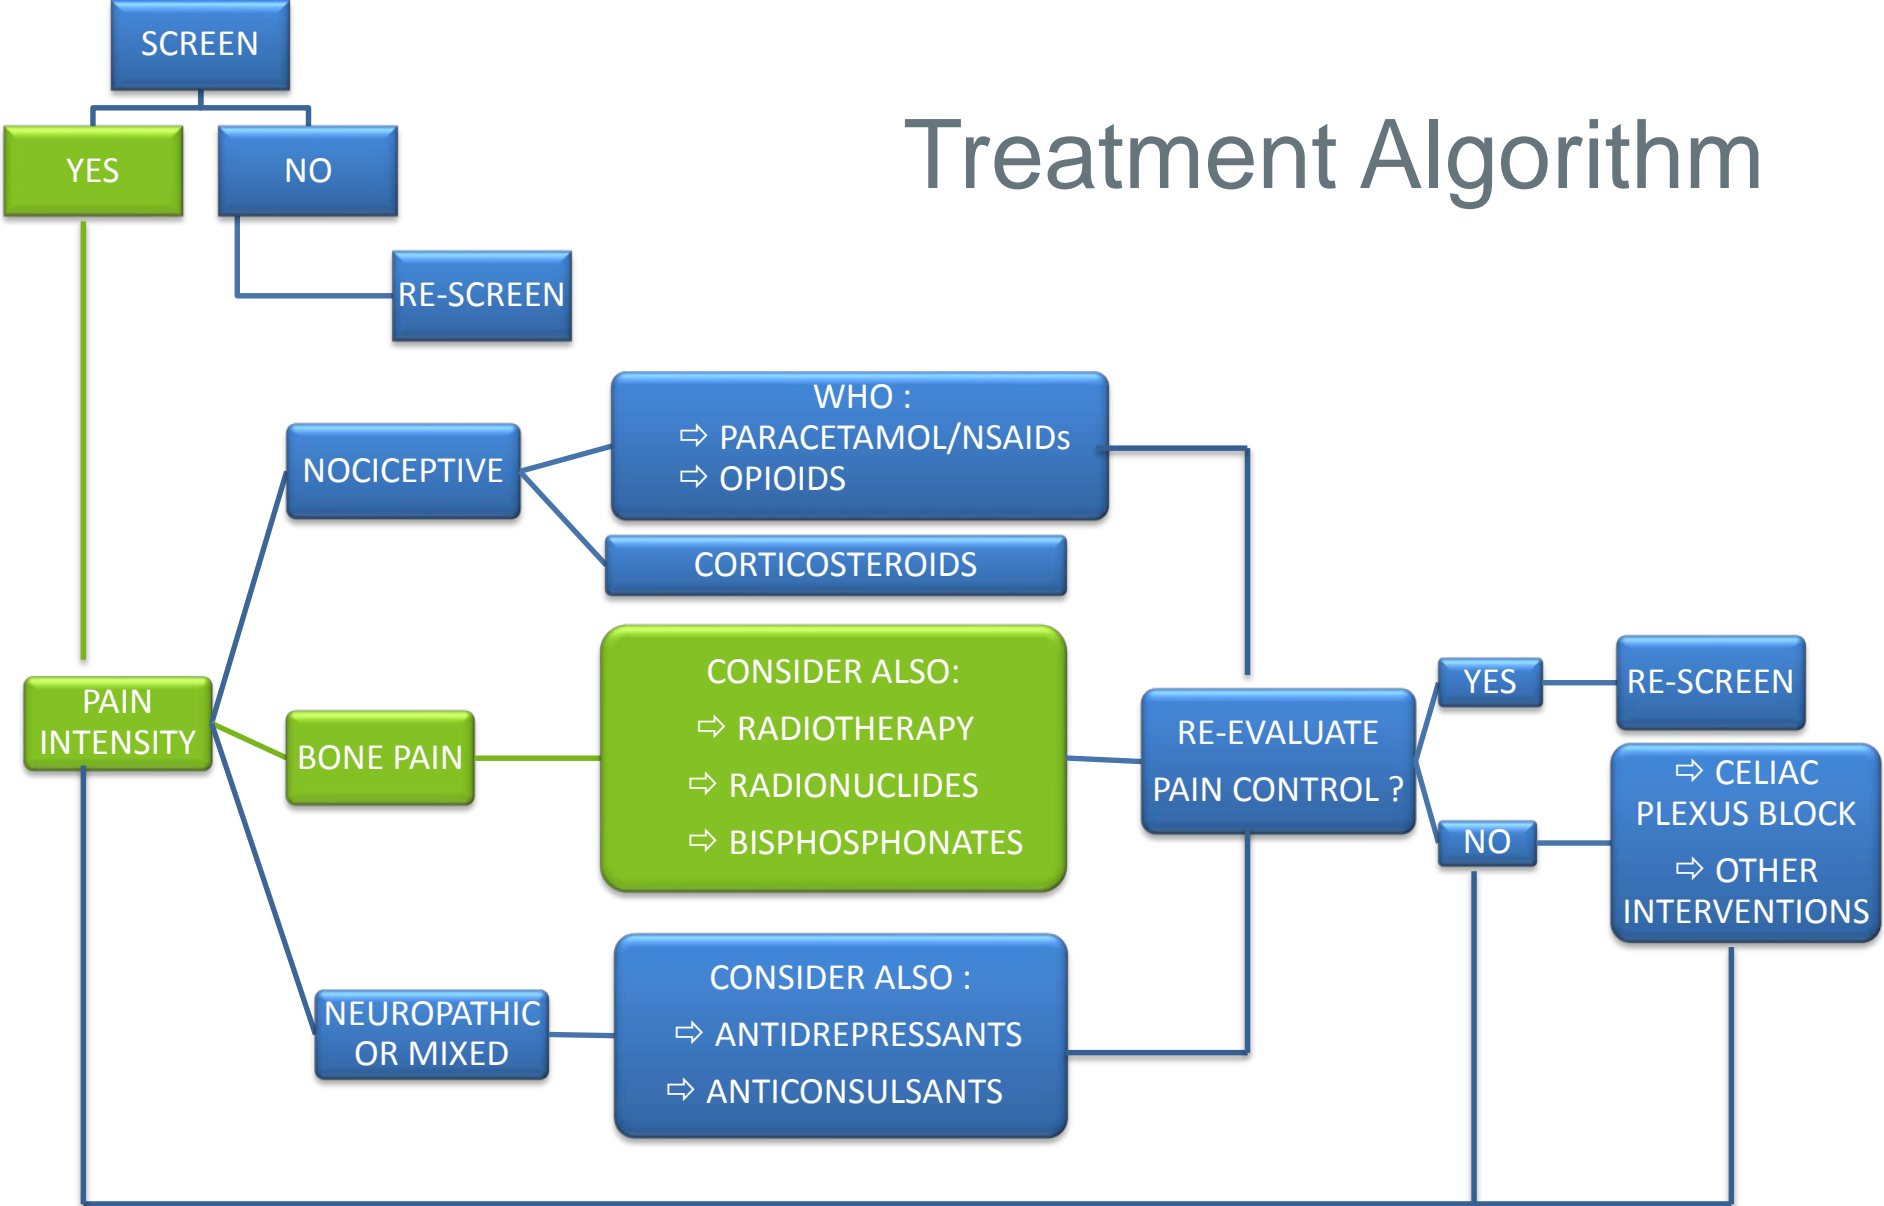 SCREEN
Treatment Algorithm
YES
NO
RE-SCREEN
WHO :
⇨ PARACETAMOL/NSAIDs
⇨ OPIOIDS
NOCICEPTIVE
CORTICOSTEROIDS
PAIN
INTENSITY
BONE PAIN
CONSIDER ALSO:
⇨ RADIOTHERAPY
⇨ RADIONUCLIDES
⇨ BISPHOSPHONATES
NEUROPATHIC
OR MIXED
CONSIDER ALSO :
⇨ ANTIDREPRESSANTS
⇨ ANTICONSULSANTS
RE-EVALUATE
PAIN CONTROL ?
YES
RE-SCREEN
NO
⇨ CELIAC
PLEXUS BLOCK
⇨ OTHER
INTERVENTIONS